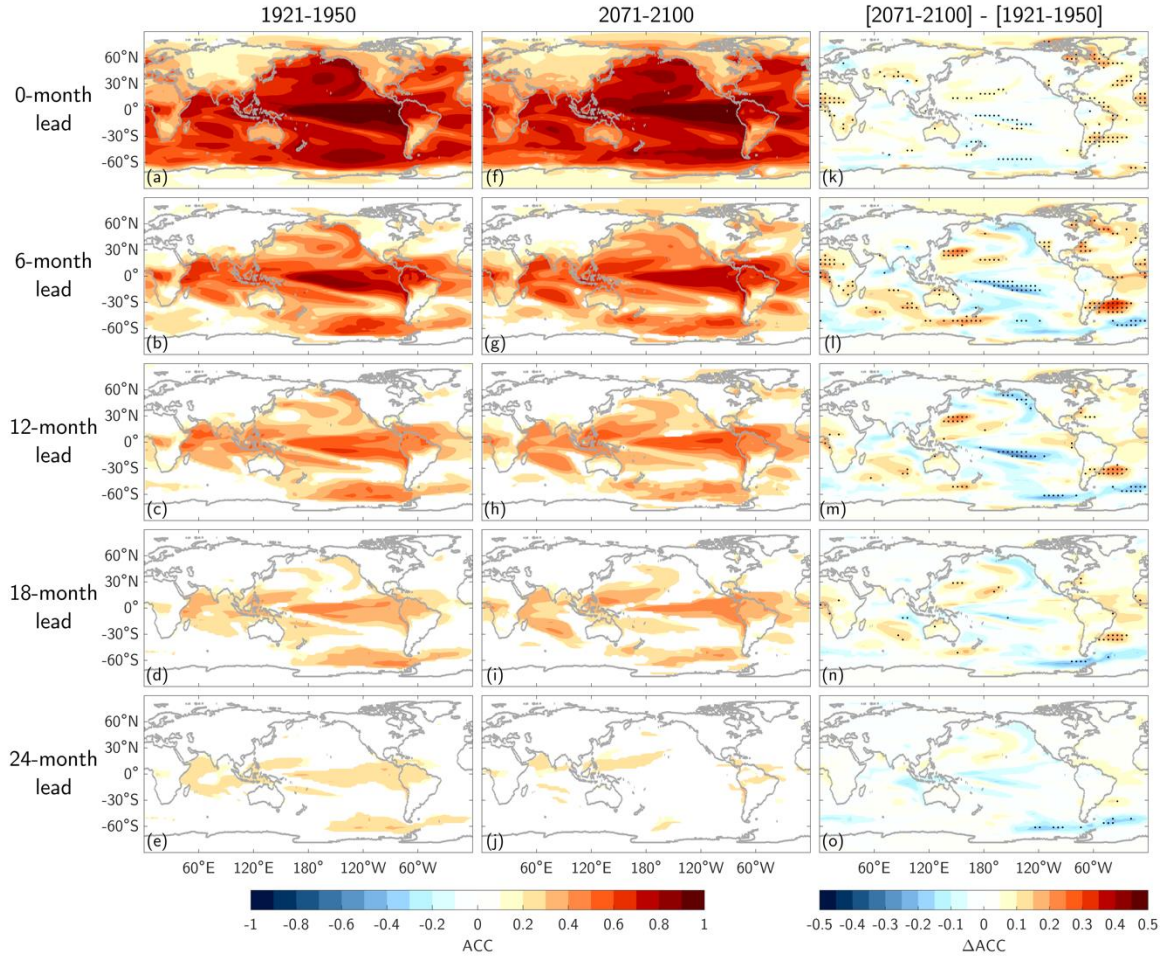 1921-1950 2071-2100 [2071-2100] - [1921-1950]
0-month
lead
60°N
30°N
0°
-30°S
-60°S
(a) (f) (k)
6-month
lead
60°N
30°N
0°
-30°S
-60°S
(b) (g) (l)
12-month
lead
60°N
30°N
0°
-30°S
-60°S
(c) (h) (m)
18-month
lead
60°N
30°N
0°
-30°S
-60°S
(d) (i) (n)
24-month
lead
60°N
30°N
0°
-30°S
-60°S
(e) (j) (o)
60°E 120° 180° 120°W 60°W 60°E 120° 180° 120°W 60°W 60°E 120° 180° 120°W 60°W
-1 -0.8 -0.6 -0.4 -0.2 0 0.2 0.4 0.6 0.8 1
ACC
-0.5 -0.4 -0.3 -0.2 -0.1 0 0.1 0.2 0.3 0.4 0.5
ΔACC